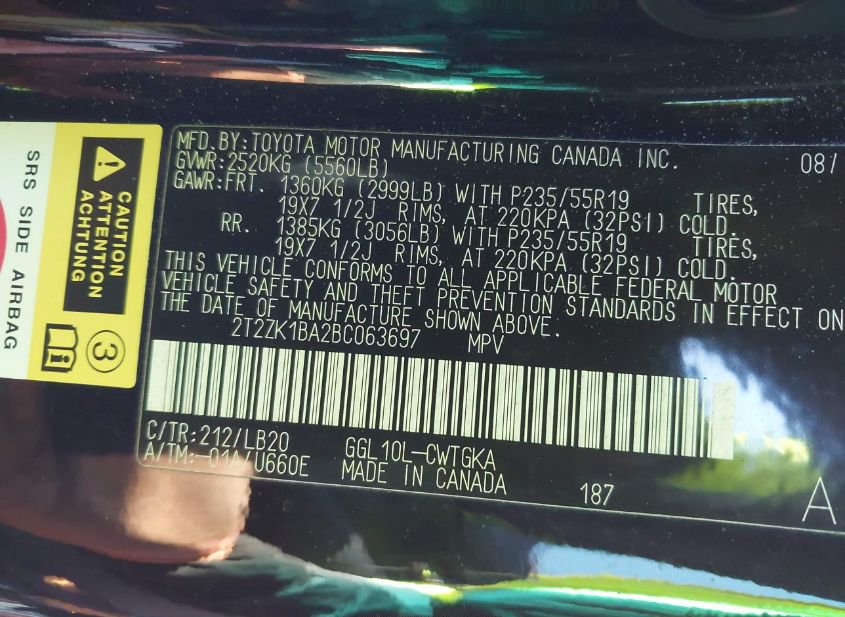 MFD.BY:TOYOTA MOTOR MANUFACTURING CANADA INC. 08/
GVWR:2520KG (5560LB)
GAWR:FRT. 1360KG (2999LB) WITH P235/55R19 TIRES,
19X7 1/2J RIMS, AT 220KPA (32PSI) COLD.
RR. 1385KG (3056LB) WITH P235/55R19 TIRES,
19X7 1/2J RIMS, AT 220KPA (32PSI) COLD.
THIS VEHICLE CONFORMS TO ALL APPLICABLE FEDERAL MOTOR
VEHICLE SAFETY AND THEFT PREVENTION STANDARDS IN EFFECT ON
THE DATE OF MANUFACTURE SHOWN ABOVE.
2T2ZK1BA2BC063697 MPV
C/TR:212/LB20 GGL10L-CWTGKA
A/TM:-01A/U660E MADE IN CANADA 187 A
CAUTION
ATTENTION
ACHTUNG
3
SRS SIDE AIRBAG